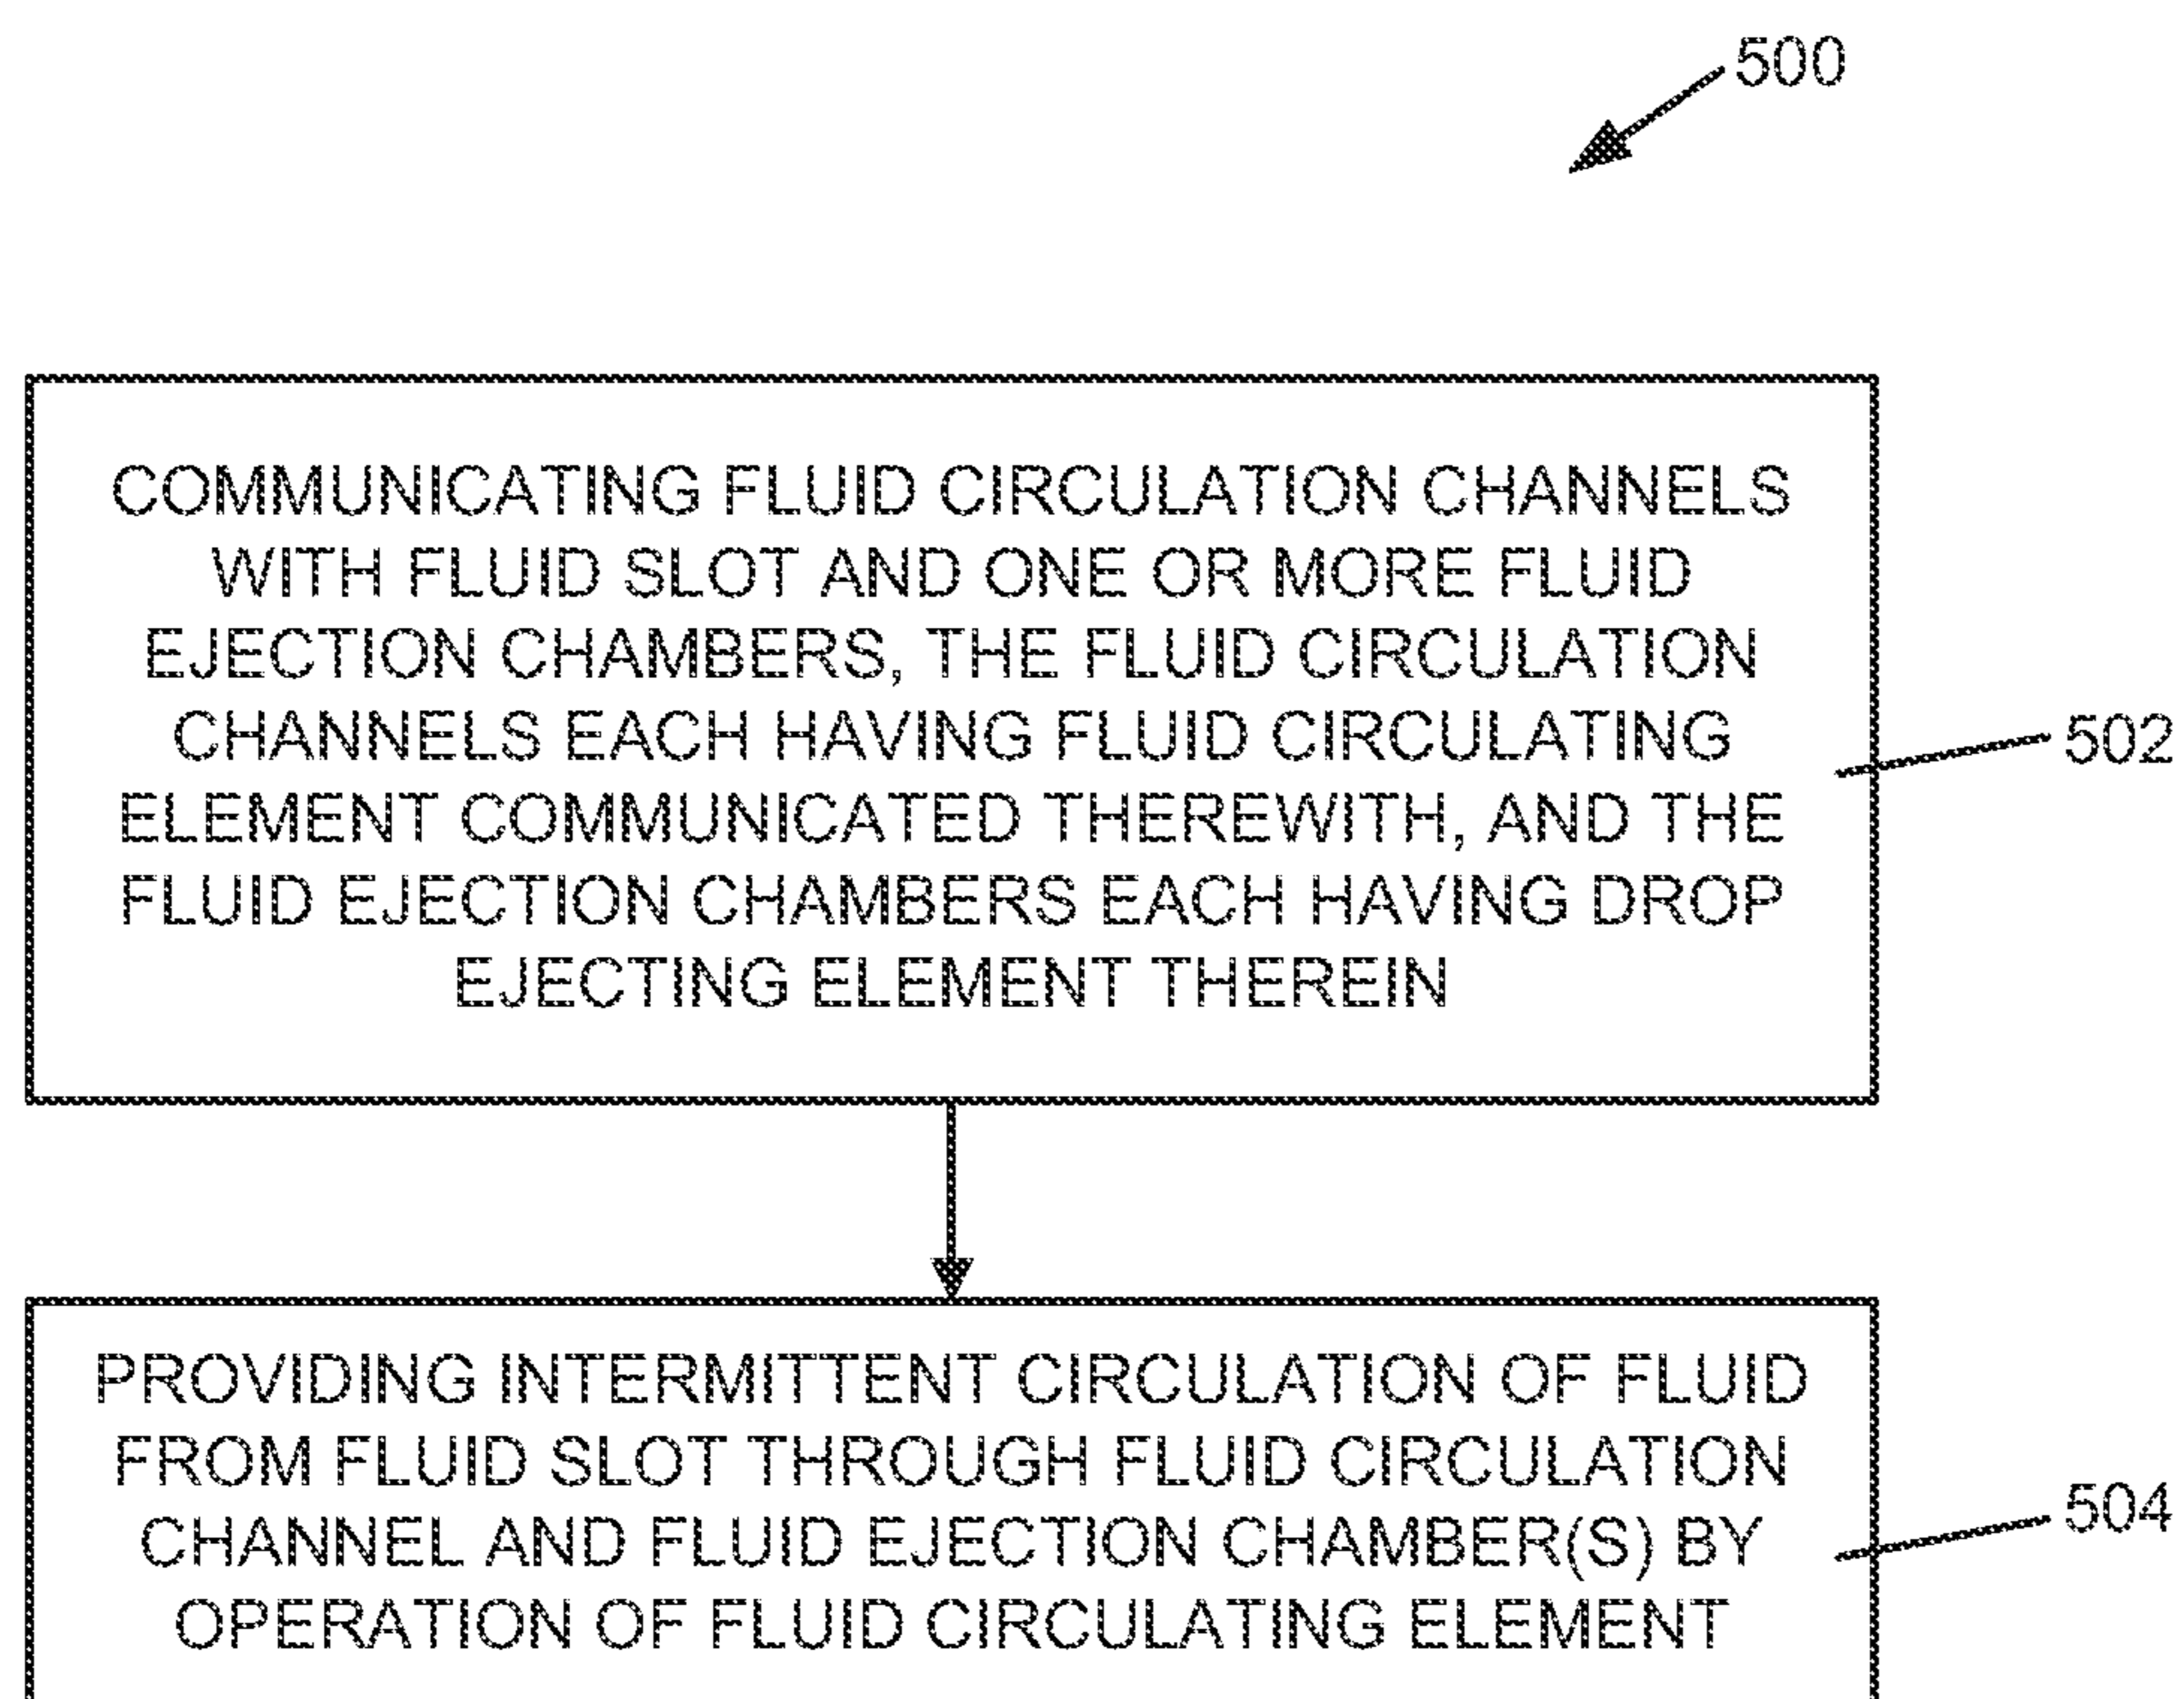 500
COMMUNICATING FLUID CIRCULATION CHANNELS
WITH FLUID SLOT AND ONE OR MORE FLUID
EJECTION CHAMBERS, THE FLUID CIRCULATION
CHANNELS EACH HAVING FLUID CIRCULATING
ELEMENT COMMUNICATED THEREWITH, AND THE
FLUID EJECTION CHAMBERS EACH HAVING DROP
EJECTING ELEMENT THEREIN
502
PROVIDING INTERMITTENT CIRCULATION OF FLUID
FROM FLUID SLOT THROUGH FLUID CIRCULATION
CHANNEL AND FLUID EJECTION CHAMBER(S) BY
OPERATION OF FLUID CIRCULATING ELEMENT
504